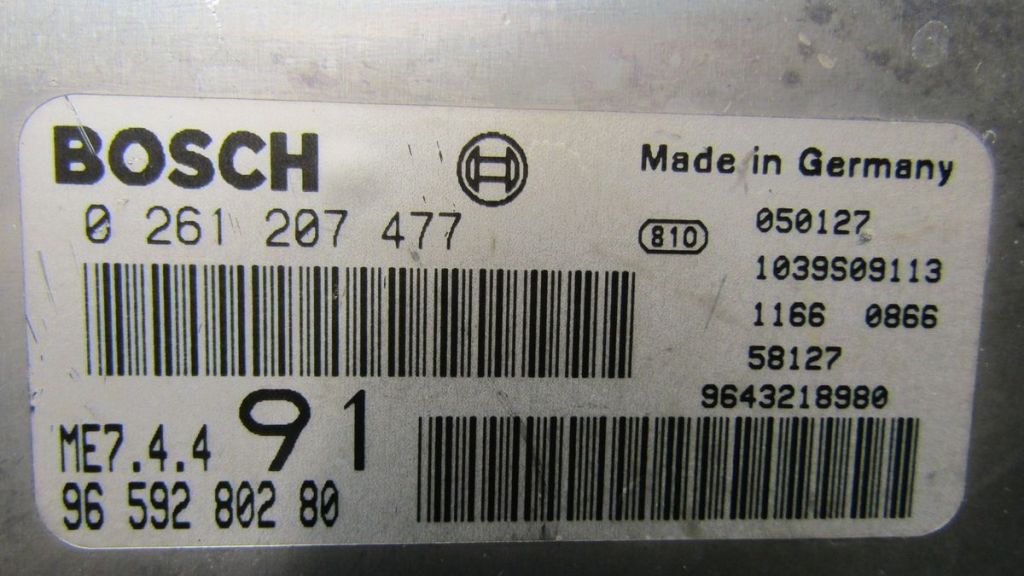 BOSCH
Made in Germany
0 261 207 477
810
050127
1039S09113
1166 0866
58127
9643218980
ME7.4.4 91
96 592 802 80